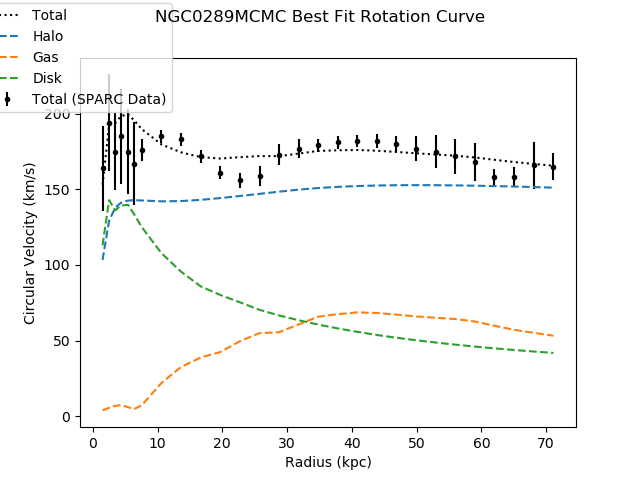 NGC0289MCMC Best Fit Rotation Curve
Total
Halo
Gas
Disk
Total (SPARC Data)
200
150
100
50
0
Circular Velocity (km/s)
0 10 20 30 40 50 60 70
Radius (kpc)